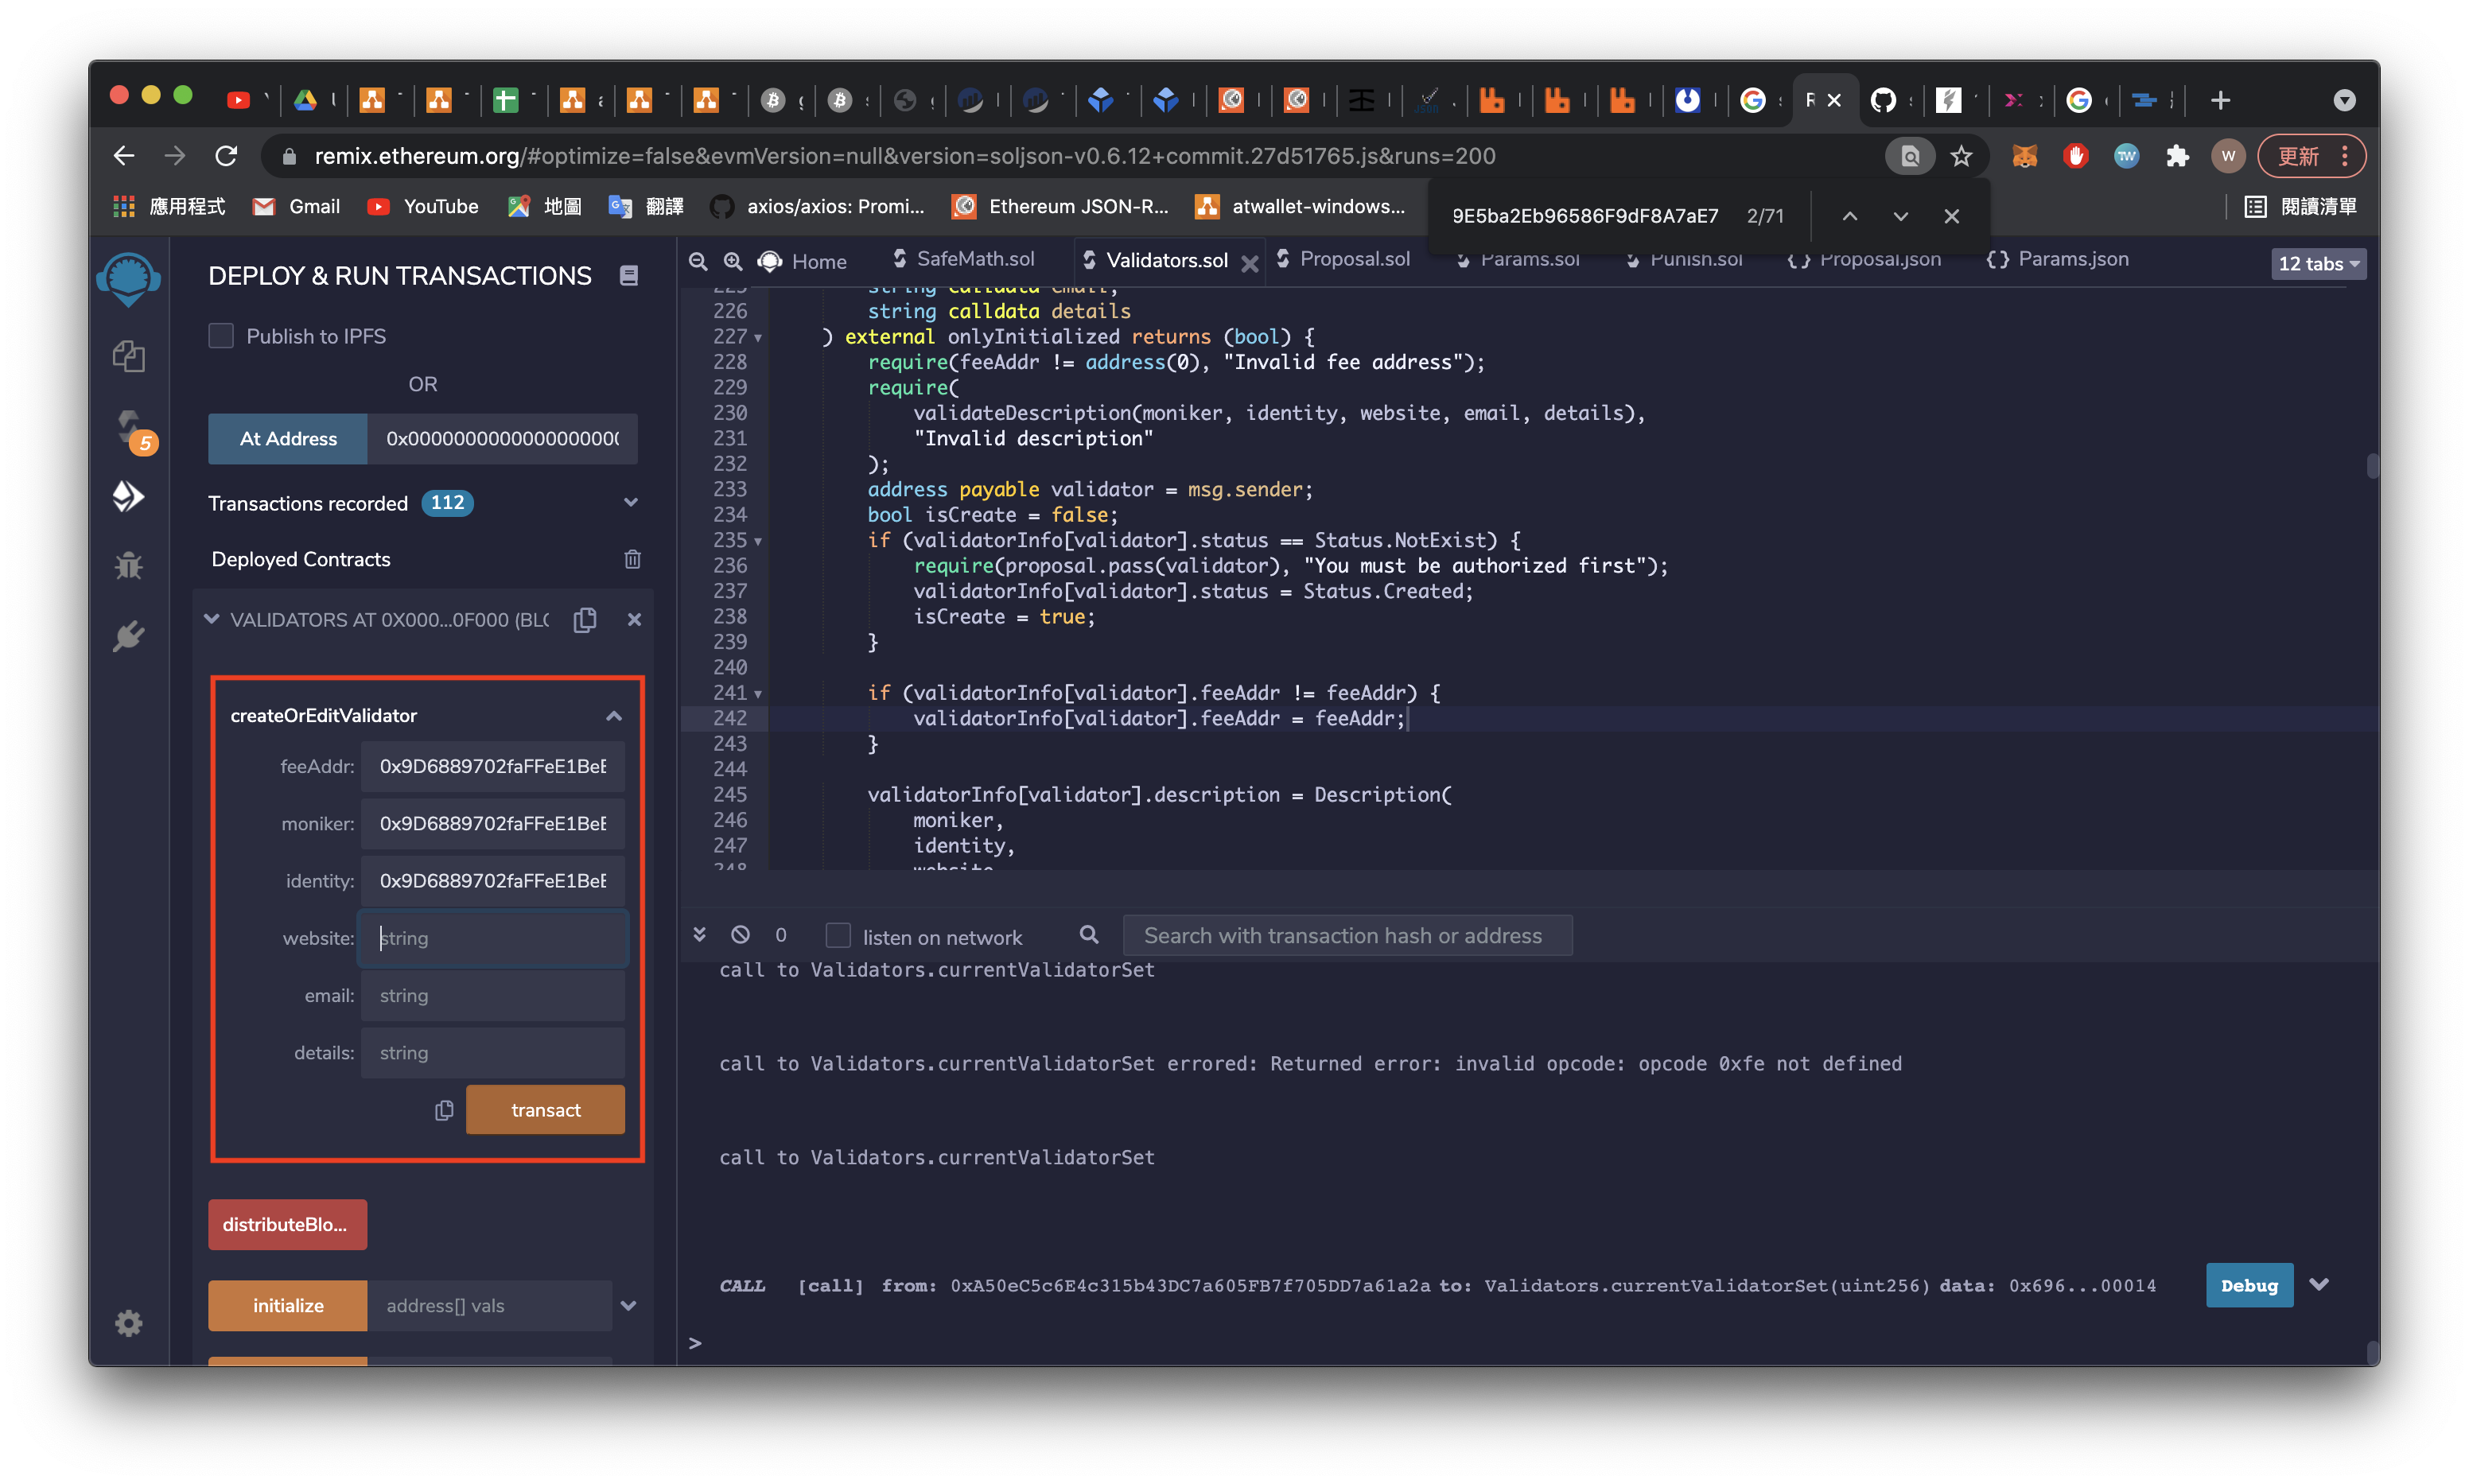 remix.ethereum.org/#optimize=false&evmVersion=null&version=soljson-v0.6.12+commit.27d51765.js&runs=200
W
更新
應用程式
Gmail
YouTube
地圖
翻譯
axios/axios: Promi...
Ethereum JSON-R...
atwallet-windows...
9E5ba2Eb96586F9dF8A7aE7 2/71
閱讀清單
DEPLOY & RUN TRANSACTIONS
Publish to IPFS
OR
At Address
Transactions recorded 112
Deployed Contracts
VALIDATORS AT 0X000...0F000 (BLO
createOrEditValidator
feeAddr: 0x9D6889702faFFeE1BeE
moniker: 0x9D6889702faFFeE1BeE
identity: 0x9D6889702faFFeE1BeE
website: string
email: string
details: string
transact
distributeBlo...
initialize address[] vals
5
Home
SafeMath.sol
Validators.sol
Proposal.sol
Params.sol
Punish.sol
{} Proposal.json
{} Params.json
12 tabs
225 string calldata email,
226 string calldata details
227 ) external onlyInitialized returns (bool) {
228 require(feeAddr != address(0), "Invalid fee address");
229 require(
230 validateDescription(moniker, identity, website, email, details),
231 "Invalid description"
232 );
233 address payable validator = msg.sender;
234 bool isCreate = false;
235 if (validatorInfo[validator].status == Status.NotExist) {
236 require(proposal.pass(validator), "You must be authorized first");
237 validatorInfo[validator].status = Status.Created;
238 isCreate = true;
239 }
240
241 if (validatorInfo[validator].feeAddr != feeAddr) {
242 validatorInfo[validator].feeAddr = feeAddr;
243 }
244
245 validatorInfo[validator].description = Description(
246 moniker,
247 identity,
248 website
0 listen on network Search with transaction hash or address
call to Validators.currentValidatorSet
call to Validators.currentValidatorSet errored: Returned error: invalid opcode: opcode 0xfe not defined
call to Validators.currentValidatorSet
CALL [call] from: 0xA50eC5c6E4c315b43DC7a605FB7f705DD7a61a2a to: Validators.currentValidatorSet(uint256) data: 0x696...00014 Debug
>